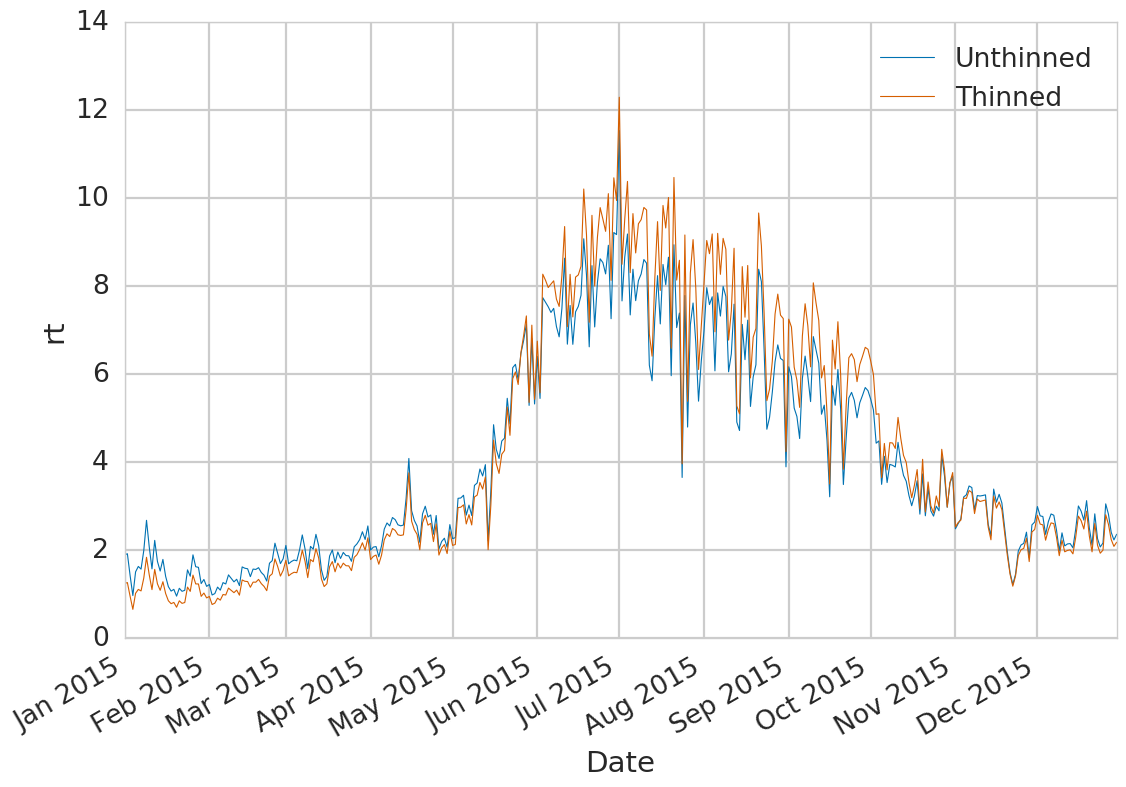 14
12
10
8
6
4
2
0
rt
Unthinned
Thinned
Jan 2015
Feb 2015
Mar 2015
Apr 2015
May 2015
Jun 2015
Jul 2015
Aug 2015
Sep 2015
Oct 2015
Nov 2015
Dec 2015
Date